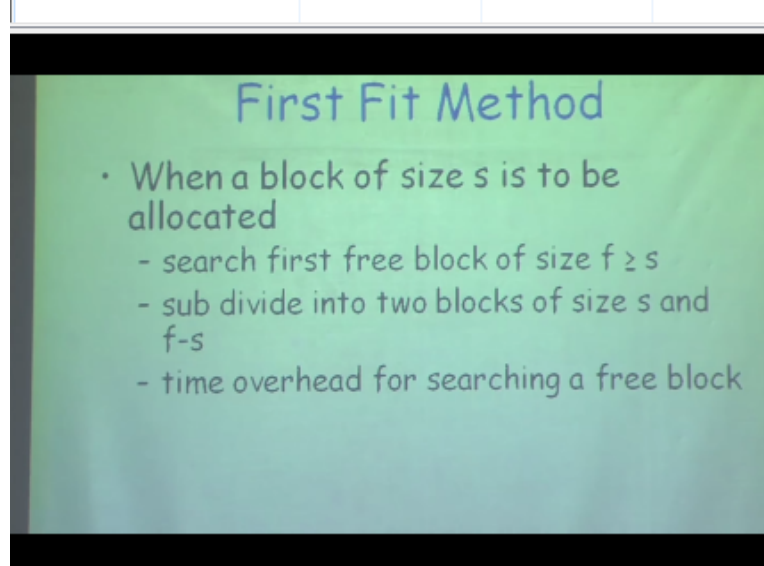 First Fit Method
• When a block of size s is to be
allocated
- search first free block of size f ≥ s
- sub divide into two blocks of size s and
f-s
- time overhead for searching a free block